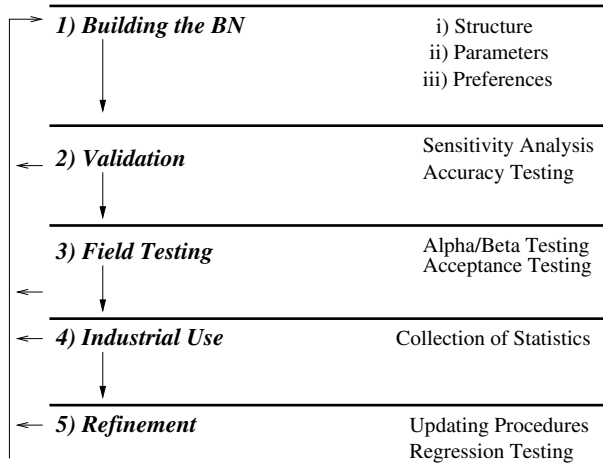 1) Building the BN
i) Structure
ii) Parameters
iii) Preferences
2) Validation
Sensitivity Analysis
Accuracy Testing
3) Field Testing
Alpha/Beta Testing
Acceptance Testing
4) Industrial Use
Collection of Statistics
5) Refinement
Updating Procedures
Regression Testing